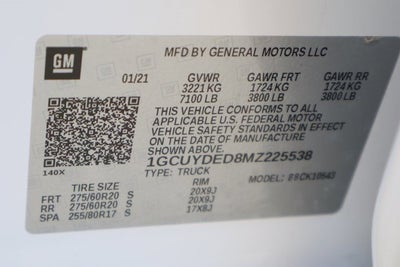 GM
MFD BY GENERAL MOTORS LLC
01/21 GVWR GAWR FRT GAWR RR
3221 KG 1724 KG 1724 KG
7100 LB 3800 LB 3800 LB
THIS VEHICLE CONFORMS TO ALL
APPLICABLE U.S. FEDERAL MOTOR
VEHICLE SAFETY STANDARDS IN EFFECT
ON THE DATE OF MANUFACTURE
SHOWN ABOVE.
1GCUYDED8MZ225538
140X TYPE: TRUCK MODEL: 88CK10543
TIRE SIZE RIM
FRT 275/60R20 S 20X9J
RR 275/60R20 S 20X9J
SPA 255/80R17 S 17X8J